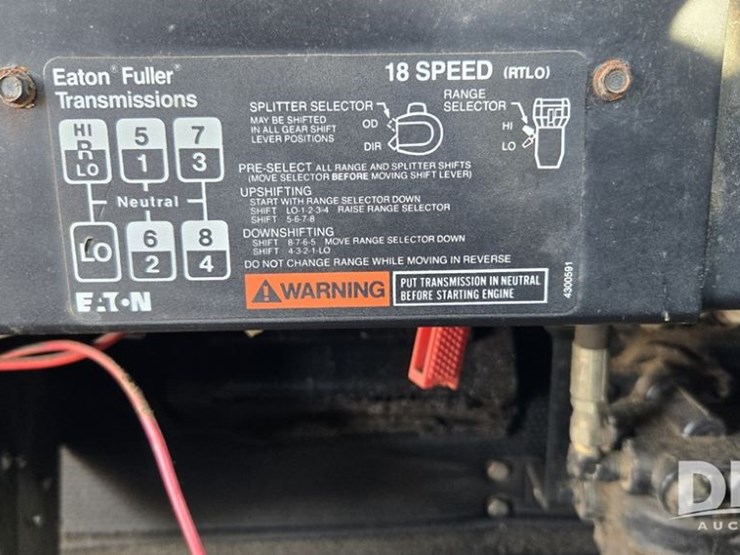 Eaton® Fuller®
Transmissions
18 SPEED (RTLO)
SPLITTER SELECTOR
MAY BE SHIFTED
IN ALL GEAR SHIFT
LEVER POSITIONS
OD
DIR
RANGE
SELECTOR
HI
LO
HI
R
LO
5
1
7
3
Neutral
LO
6
2
8
4
PRE-SELECT ALL RANGE AND SPLITTER SHIFTS
(MOVE SELECTOR BEFORE MOVING SHIFT LEVER)
UPSHIFTING
START WITH RANGE SELECTOR DOWN
SHIFT LO-1-2-3-4 RAISE RANGE SELECTOR
SHIFT 5-6-7-8
DOWNSHIFTING
SHIFT 8-7-6-5 MOVE RANGE SELECTOR DOWN
SHIFT 4-3-2-1-LO
DO NOT CHANGE RANGE WHILE MOVING IN REVERSE
EATON
WARNING
PUT TRANSMISSION IN NEUTRAL
BEFORE STARTING ENGINE
4300591
AUC